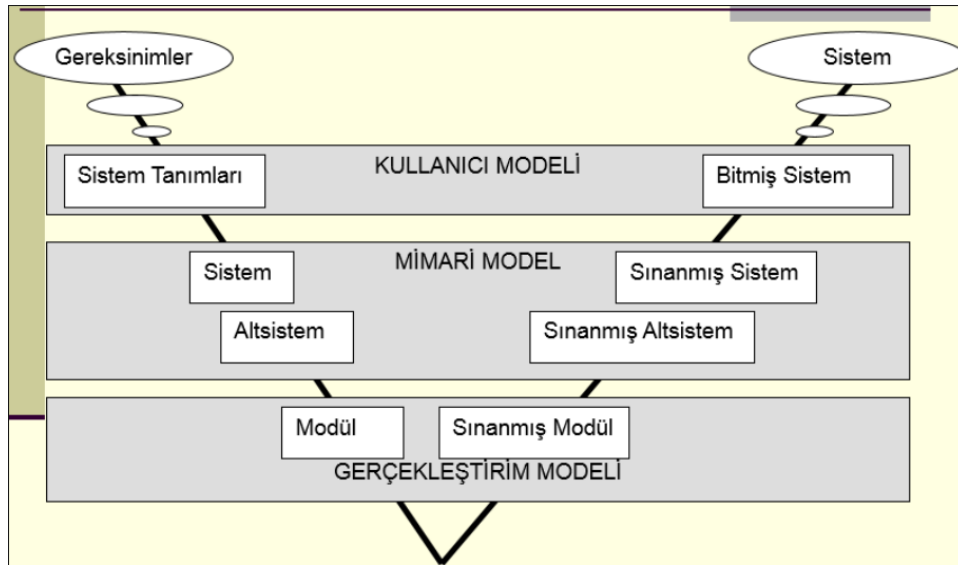 Gereksinimler
Sistem
KULLANICI MODELİ
Sistem Tanımları
Bitmiş Sistem
MİMARİ MODEL
Sistem
Sınanmış Sistem
Altsistem
Sınanmış Altsistem
Modül
Sınanmış Modül
GERÇEKLEŞTİRİM MODELİ